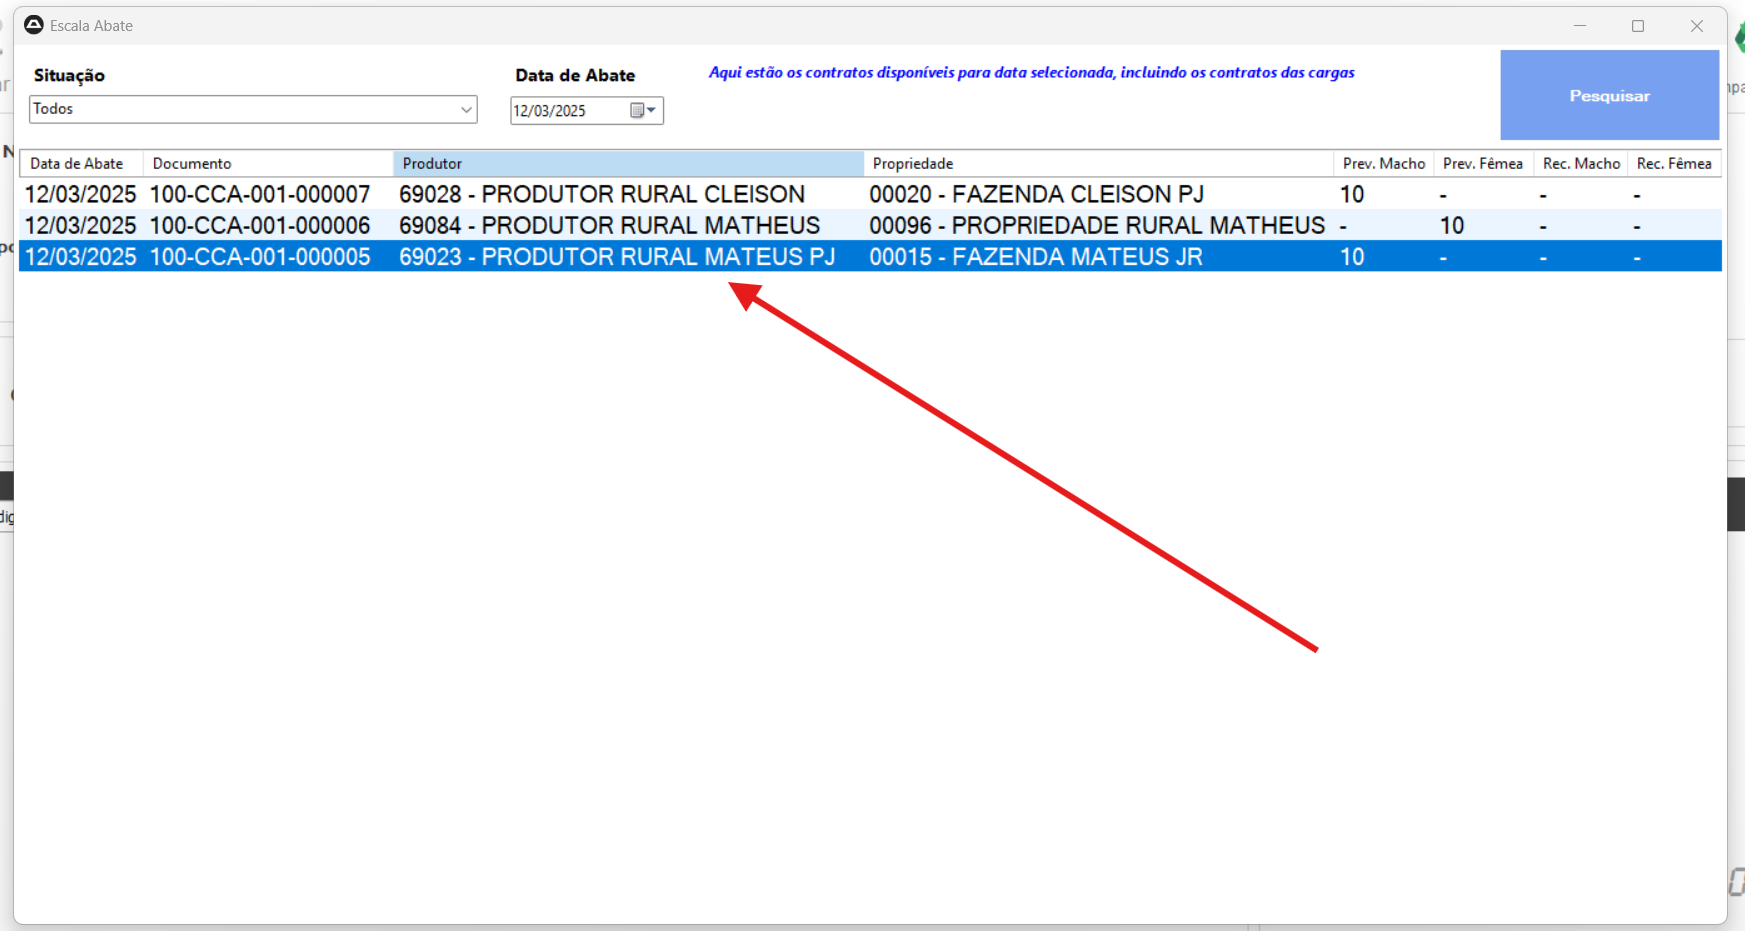 Escala Abate
Situação
Data de Abate
Aqui estão os contratos disponíveis para data selecionada, incluindo os contratos das cargas
Pesquisar
Todos
12/03/2025
Data de Abate Documento Produtor Propriedade Prev. Macho Prev. Fêmea Rec. Macho Rec. Fêmea
12/03/2025 100-CCA-001-000007 69028 - PRODUTOR RURAL CLEISON 00020 - FAZENDA CLEISON PJ 10 - - -
12/03/2025 100-CCA-001-000006 69084 - PRODUTOR RURAL MATHEUS 00096 - PROPRIEDADE RURAL MATHEUS - 10 - -
12/03/2025 100-CCA-001-000005 69023 - PRODUTOR RURAL MATEUS PJ 00015 - FAZENDA MATEUS JR 10 - - -